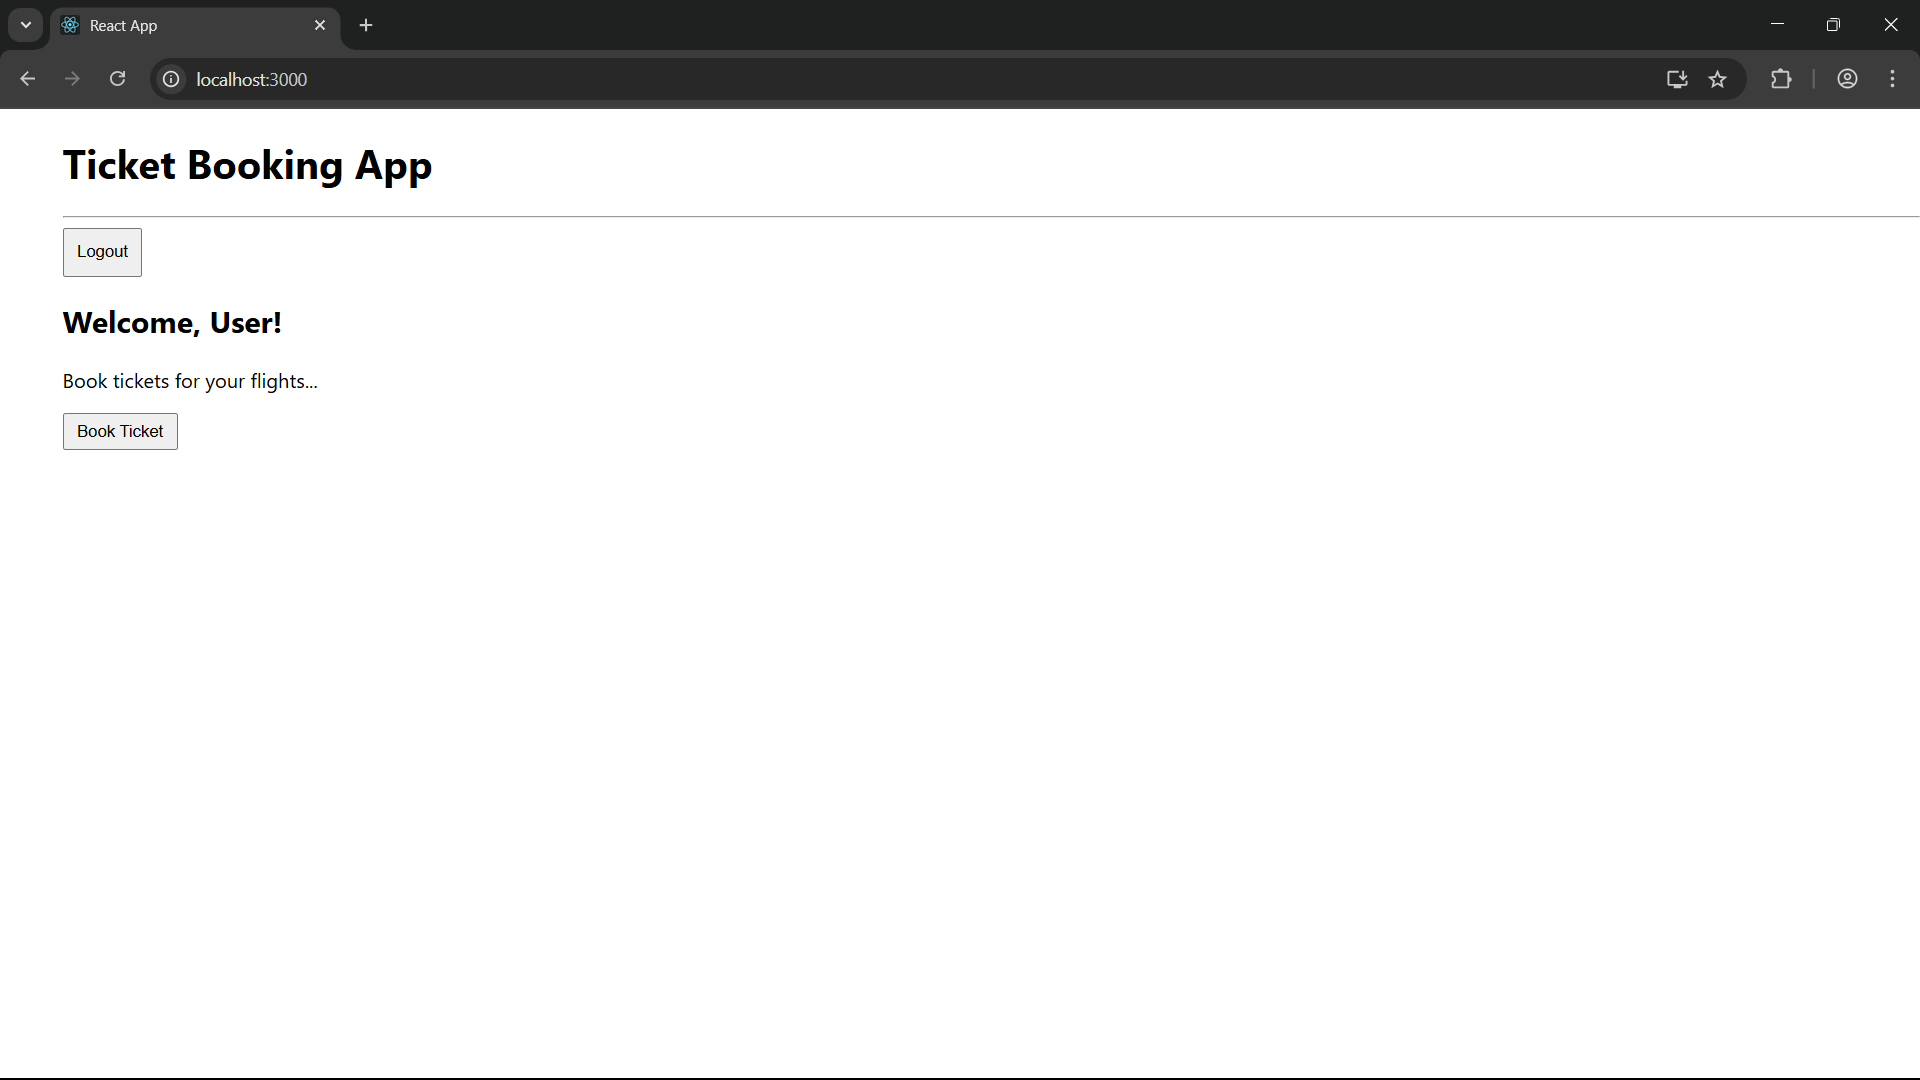 React App
localhost:3000
Ticket Booking App
Logout
Welcome, User!
Book tickets for your flights...
Book Ticket